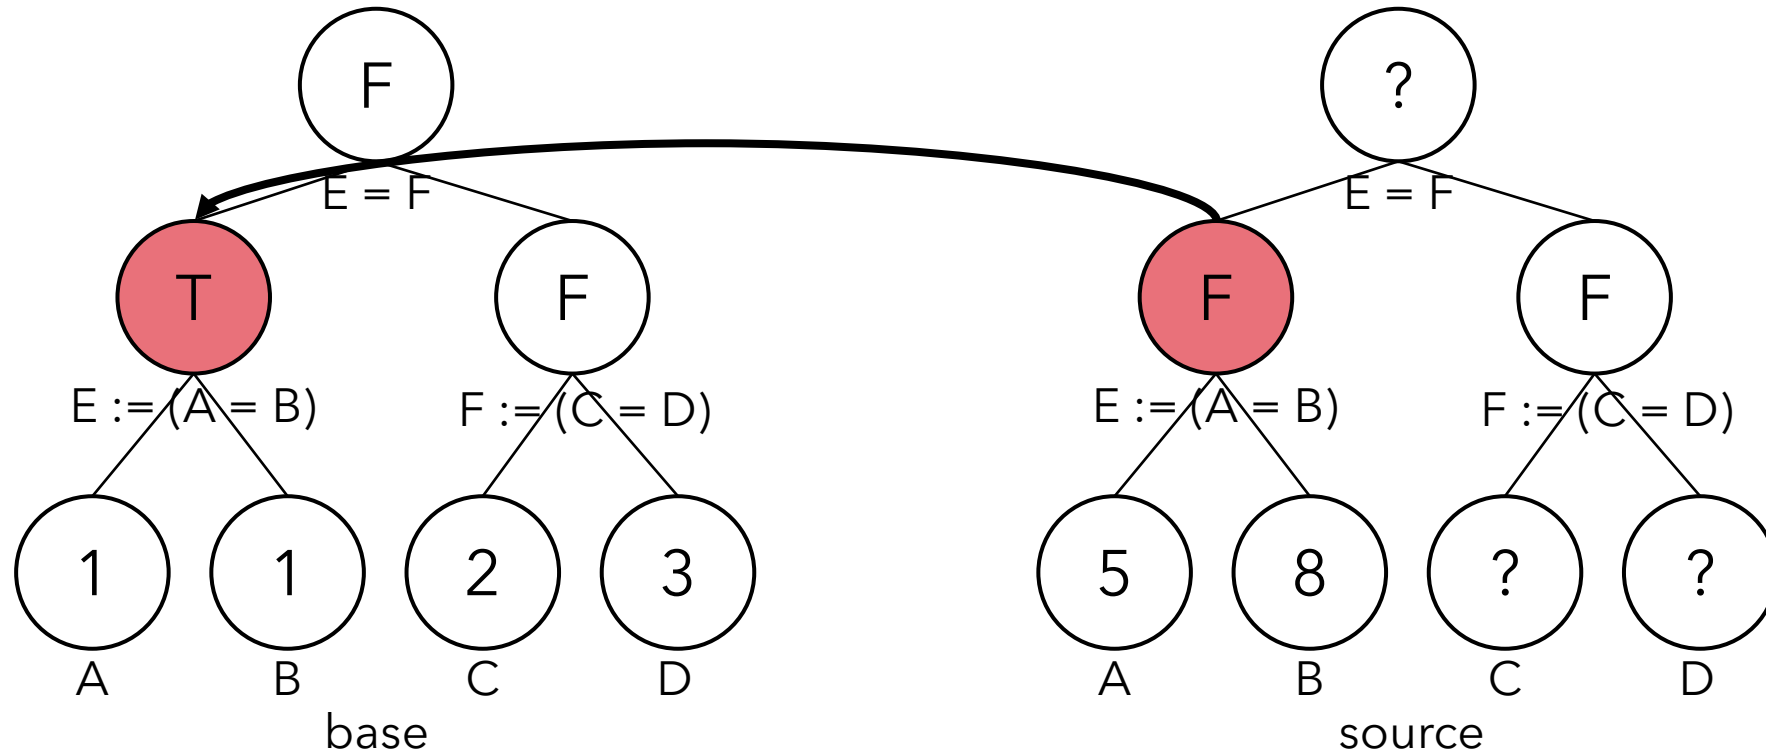 F
?
E = F
E = F
T
F
F
F
E := (A = B)
F := (C = D)
E := (A = B)
F := (C = D)
1
1
2
3
5
8
?
?
A
B
C
D
A
B
C
D
base
source